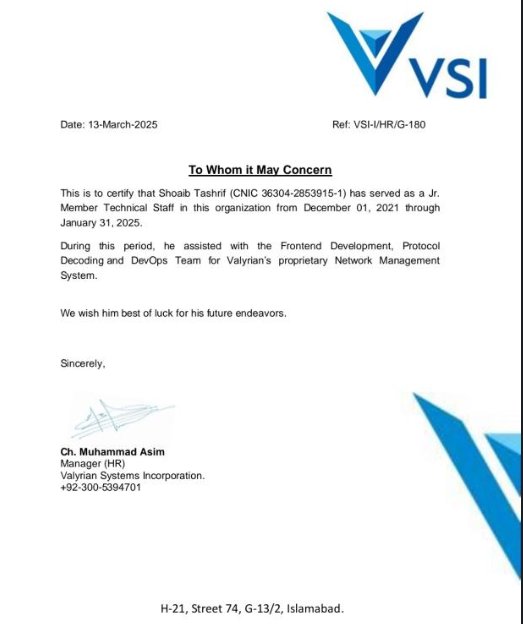 VSI
Date: 13-March-2025 Ref: VSI-I/HR/G-180
To Whom it May Concern
This is to certify that Shoaib Tashrif (CNIC 36304-2853915-1) has served as a Jr.
Member Technical Staff in this organization from December 01, 2021 through
January 31, 2025.
During this period, he assisted with the Frontend Development, Protocol
Decoding and DevOps Team for Valyrian's proprietary Network Management
System.
We wish him best of luck for his future endeavors.
Sincerely,
Ch. Muhammad Asim
Manager (HR)
Valyrian Systems Incorporation.
+92-300-5394701
H-21, Street 74, G-13/2, Islamabad.